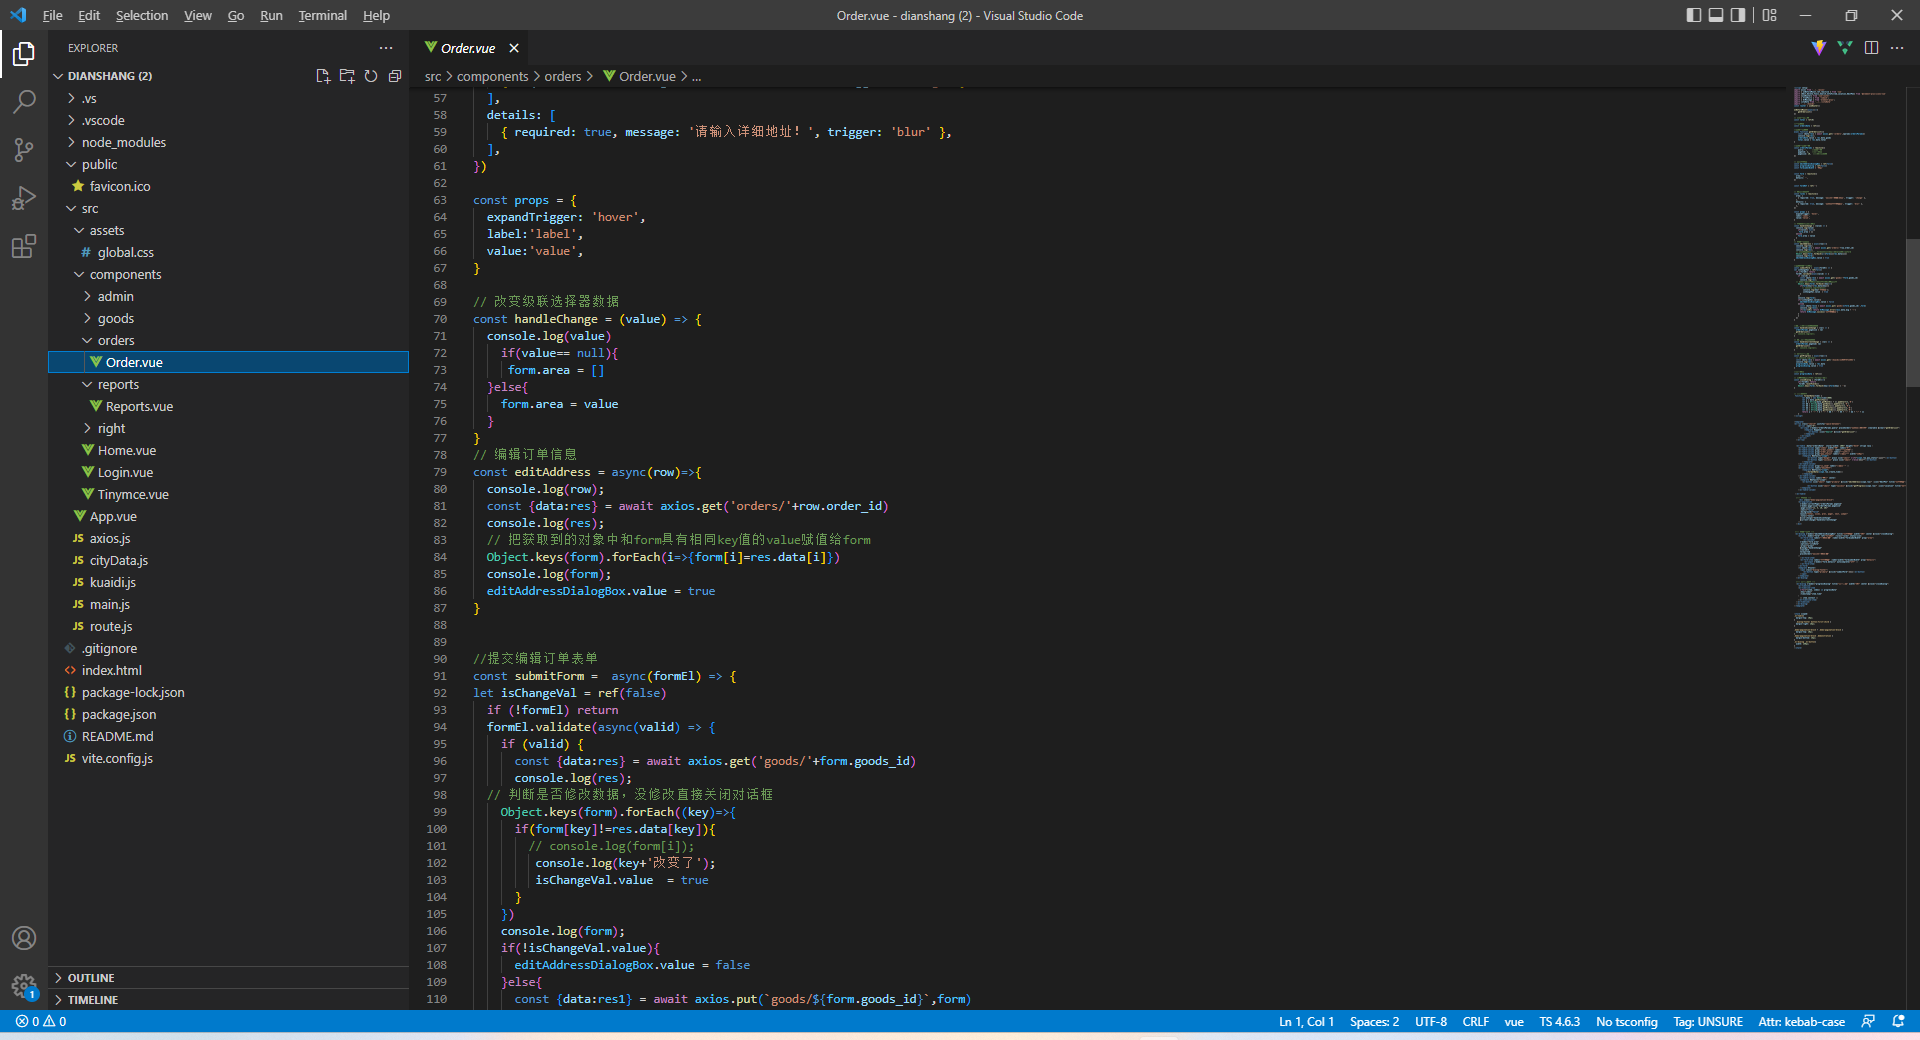 File Edit Selection View Go Run Terminal Help
Order.vue - dianshang (2) - Visual Studio Code
EXPLORER
DIANSHANG (2)
.vs
.vscode
node_modules
public
favicon.ico
src
assets
global.css
components
admin
goods
orders
Order.vue
reports
Reports.vue
right
Home.vue
Login.vue
Tinymce.vue
App.vue
axios.js
cityData.js
kuaidi.js
main.js
route.js
.gitignore
index.html
package-lock.json
package.json
README.md
vite.config.js
OUTLINE
TIMELINE
Order.vue
src > components > orders > Order.vue > ...
57 ],
58 details: [
59 { required: true, message: '请输入详细地址！', trigger: 'blur' },
60 ],
61 })
62
63 const props = {
64 expandTrigger: 'hover',
65 label:'label',
66 value:'value',
67 }
68
69 // 改变级联选择器数据
70 const handleChange = (value) => {
71 console.log(value)
72 if(value== null){
73 form.area = []
74 }else{
75 form.area = value
76 }
77 }
78 // 编辑订单信息
79 const editAddress = async(row)=>{
80 console.log(row);
81 const {data:res} = await axios.get('orders/'+row.order_id)
82 console.log(res);
83 // 把获取到的对象中和form具有相同key值的value赋值给form
84 Object.keys(form).forEach(i=>{form[i]=res.data[i]})
85 console.log(form);
86 editAddressDialogBox.value = true
87 }
88
89
90 //提交编辑订单表单
91 const submitForm = async(formEl) => {
92 let isChangeVal = ref(false)
93 if (!formEl) return
94 formEl.validate(async(valid) => {
95 if (valid) {
96 const {data:res} = await axios.get('goods/'+form.goods_id)
97 console.log(res);
98 // 判断是否修改数据，没修改直接关闭对话框
99 Object.keys(form).forEach((key)=>{
100 if(form[key]!=res.data[key]){
101 // console.log(form[i]);
102 console.log(key+'改变了');
103 isChangeVal.value = true
104 }
105 })
106 console.log(form);
107 if(!isChangeVal.value){
108 editAddressDialogBox.value = false
109 }else{
110 const {data:res1} = await axios.put(`goods/${form.goods_id}`,form)
1
0 0 Ln 1, Col 1 Spaces: 2 UTF-8 CRLF vue TS 4.6.3 No tsconfig Tag: UNSURE Attr: kebab-case